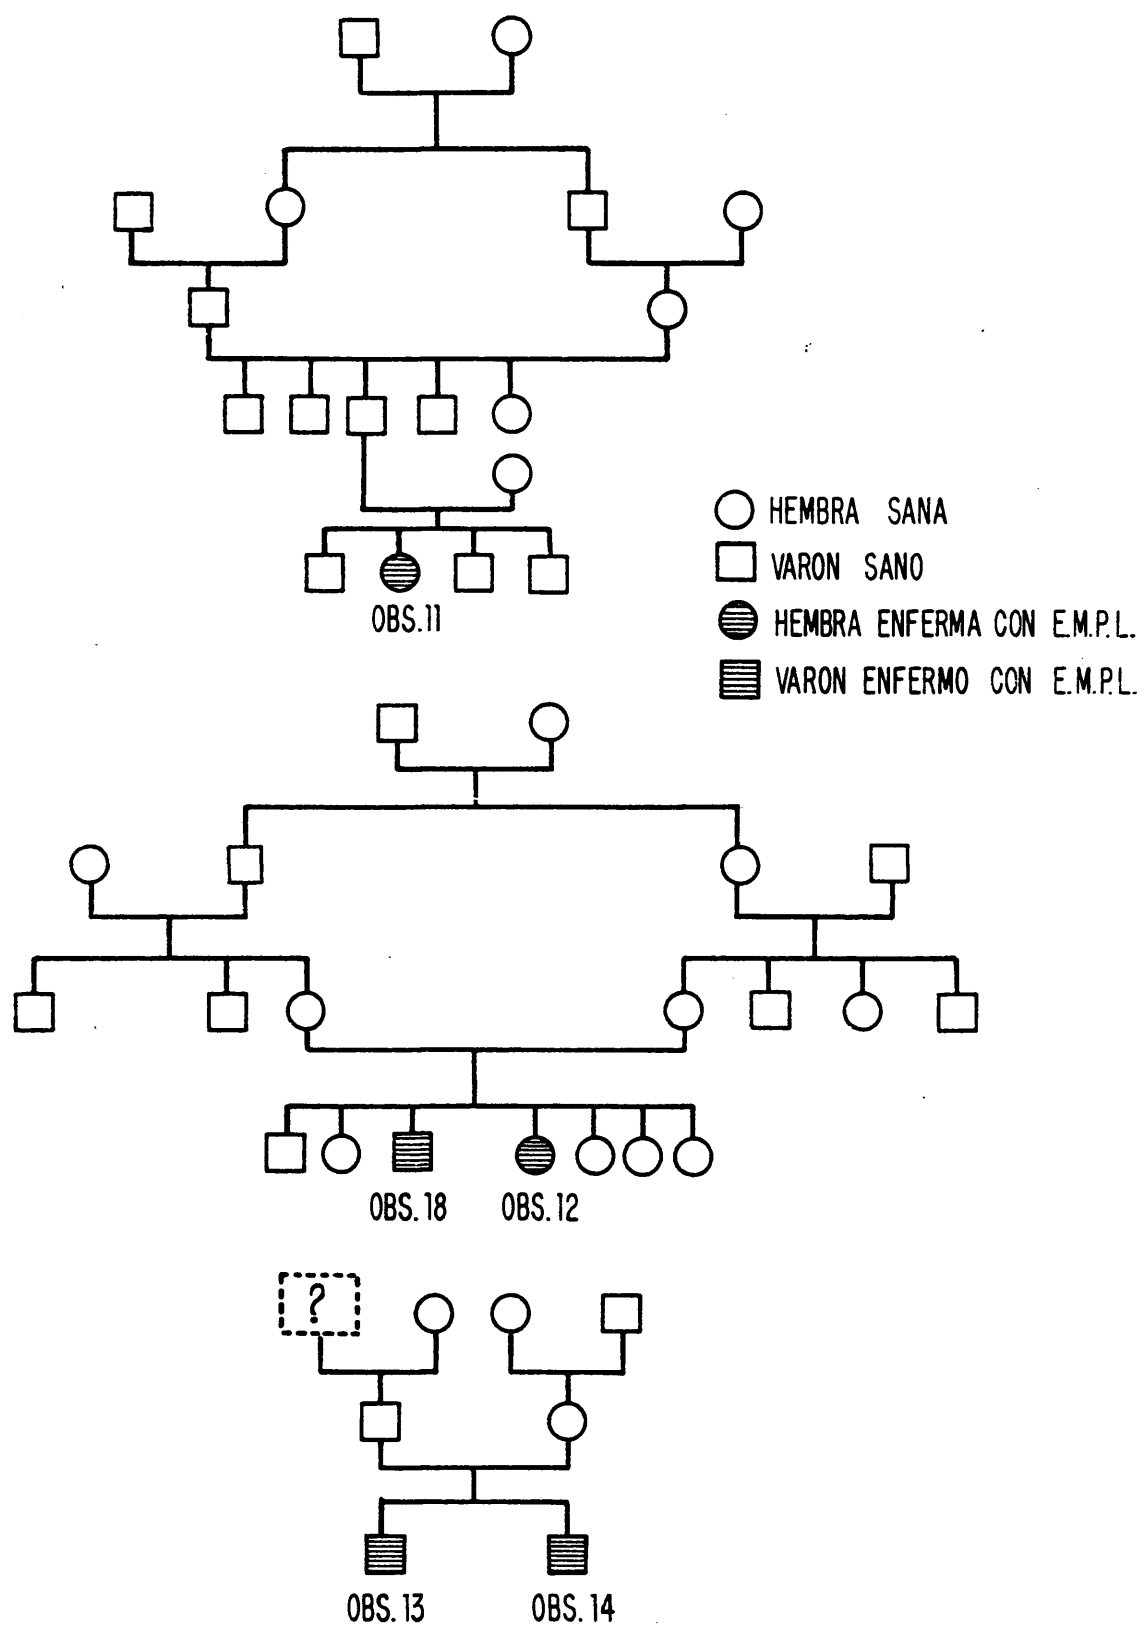 OBS.11
HEMBRA SANA
VARON SANO
HEMBRA ENFERMA CON E.M.P.L.
VARON ENFERMO CON E.M.P.L.
OBS.18
OBS.12
?
OBS.13
OBS.14